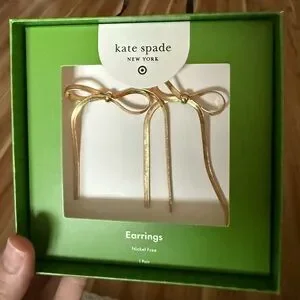 kate spade
NEW YORK
Earrings
Nickel Free
1 Pair